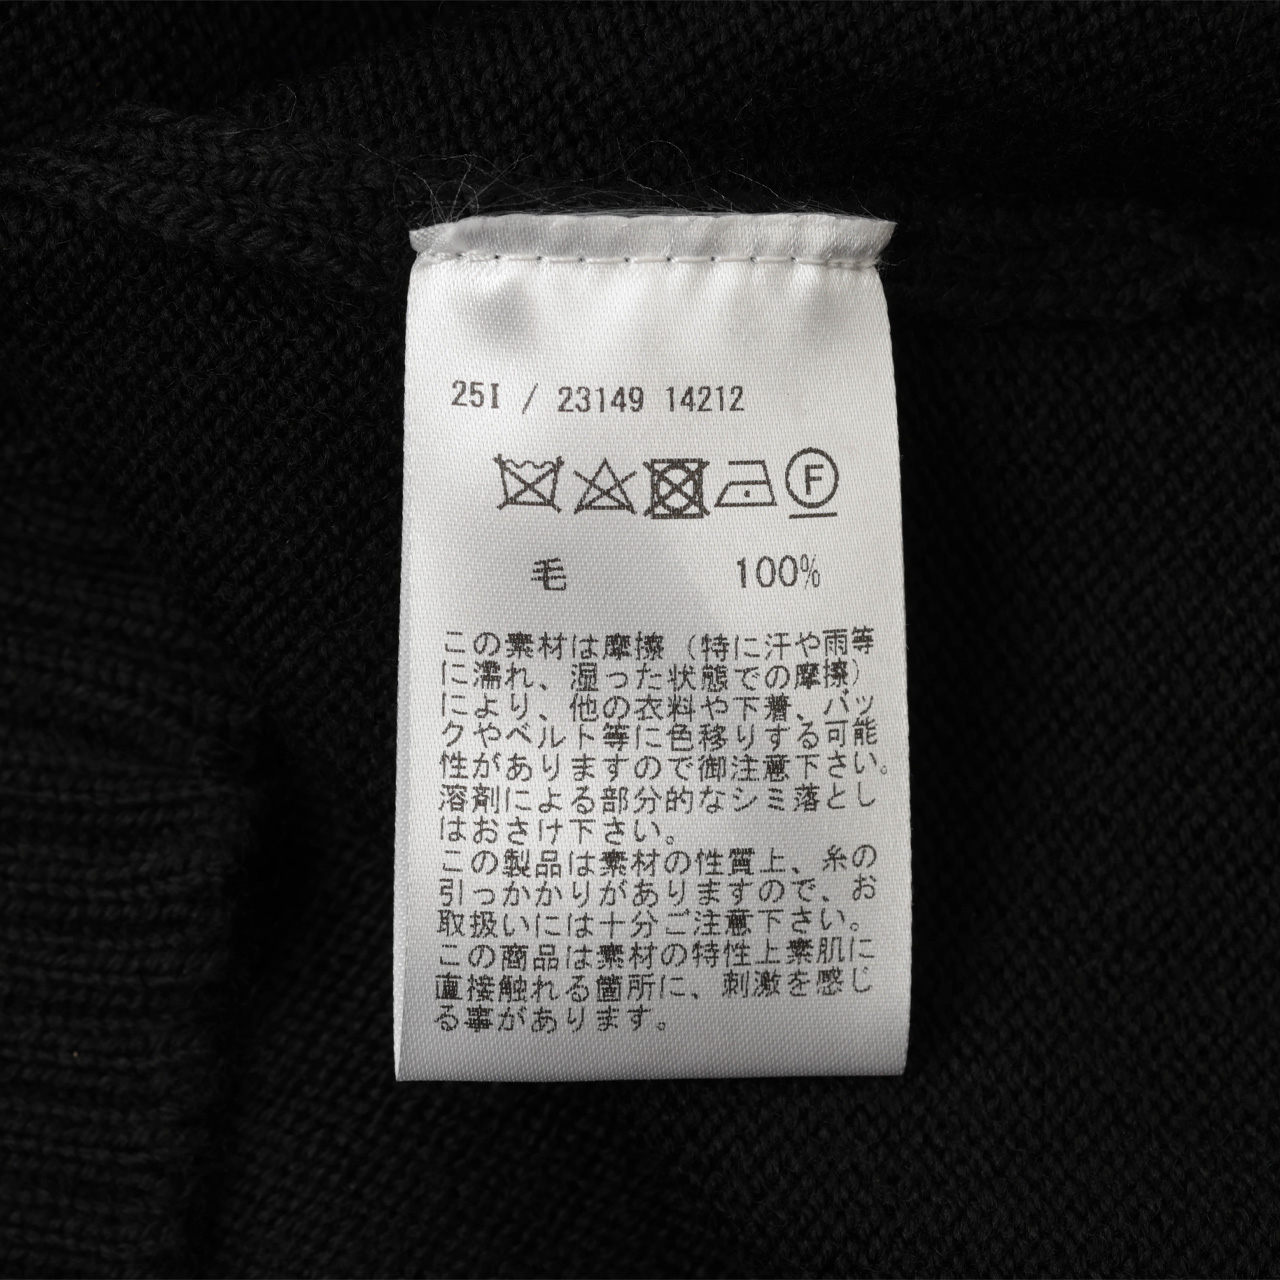 25I / 23149 14212
F
毛 100%
この素材は摩擦（特に汗や雨等
に濡れ、湿った状態での摩擦）
により、他の衣料や下着、バッ
クやベルト等に色移りする可能
性がありますので御注意下さい。
溶剤による部分的なシミ落とし
はおさけ下さい。
この製品は素材の性質上、糸の
引っかかりがありますので、お
取扱いには十分ご注意下さい。
この商品は素材の特性上素肌に
直接触れる箇所に、刺激を感じ
る事があります。